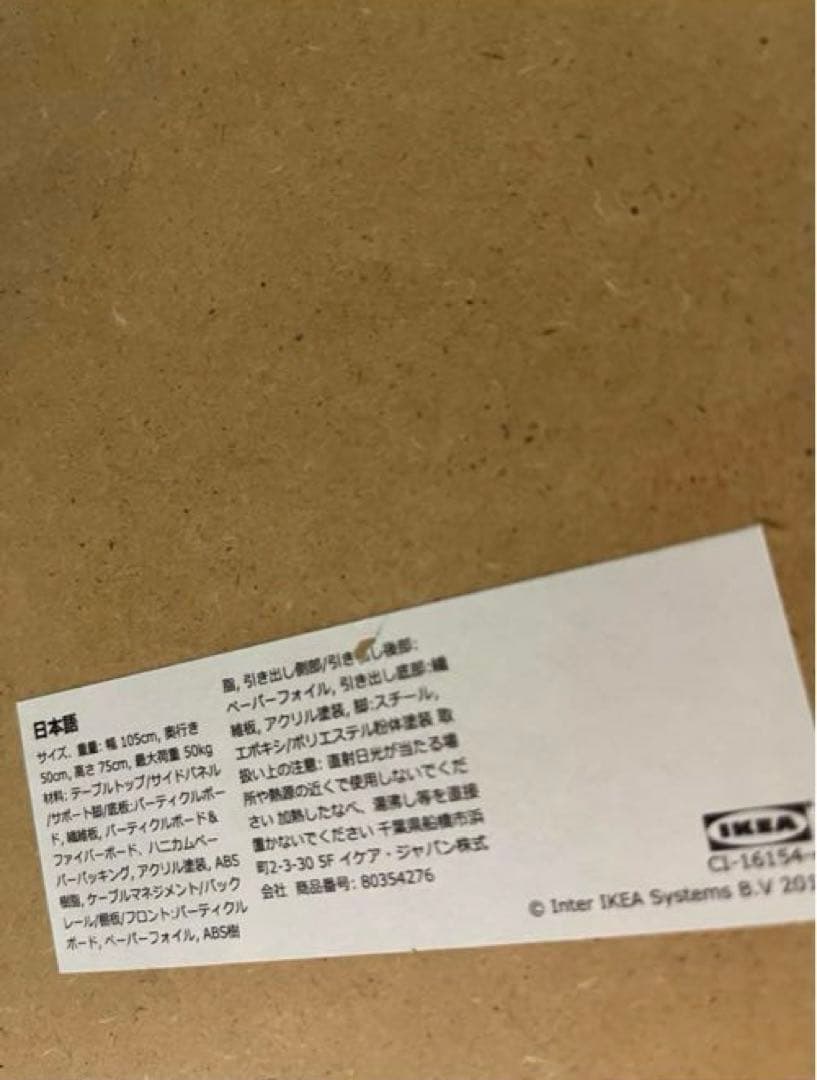 日本語
サイズ、重量: 幅 105cm, 奥行き
50cm, 高さ 75cm, 最大荷重 50kg
材料: テーブルトップ/サイドパネル
/サポート脚/底板:パーティクルボー
ド, 繊維板, パーティクルボード&
ファイバーボード、ハニカムペー
パーパッキング, アクリル塗装, ABS
樹脂, ケーブルマネジメント/バック
レール/棚板/フロント:パーティクル
ボード, ペーパーフォイル, ABS樹
脂, 引き出し側部/引き出し後部:
ペーパーフォイル, 引き出し底部:繊
維板, アクリル塗装, 脚:スチール,
エポキシ/ポリエステル粉体塗装 取
扱い上の注意: 直射日光が当たる場
所や熱源の近くで使用しないでくだ
さい 加熱したなべ、湯沸し等を直接
置かないでください 千葉県船橋市浜
町2-3-30 5F イケア・ジャパン株式
会社 商品番号: 80354276
IKEA
CI-16154-
© Inter IKEA Systems B.V 201